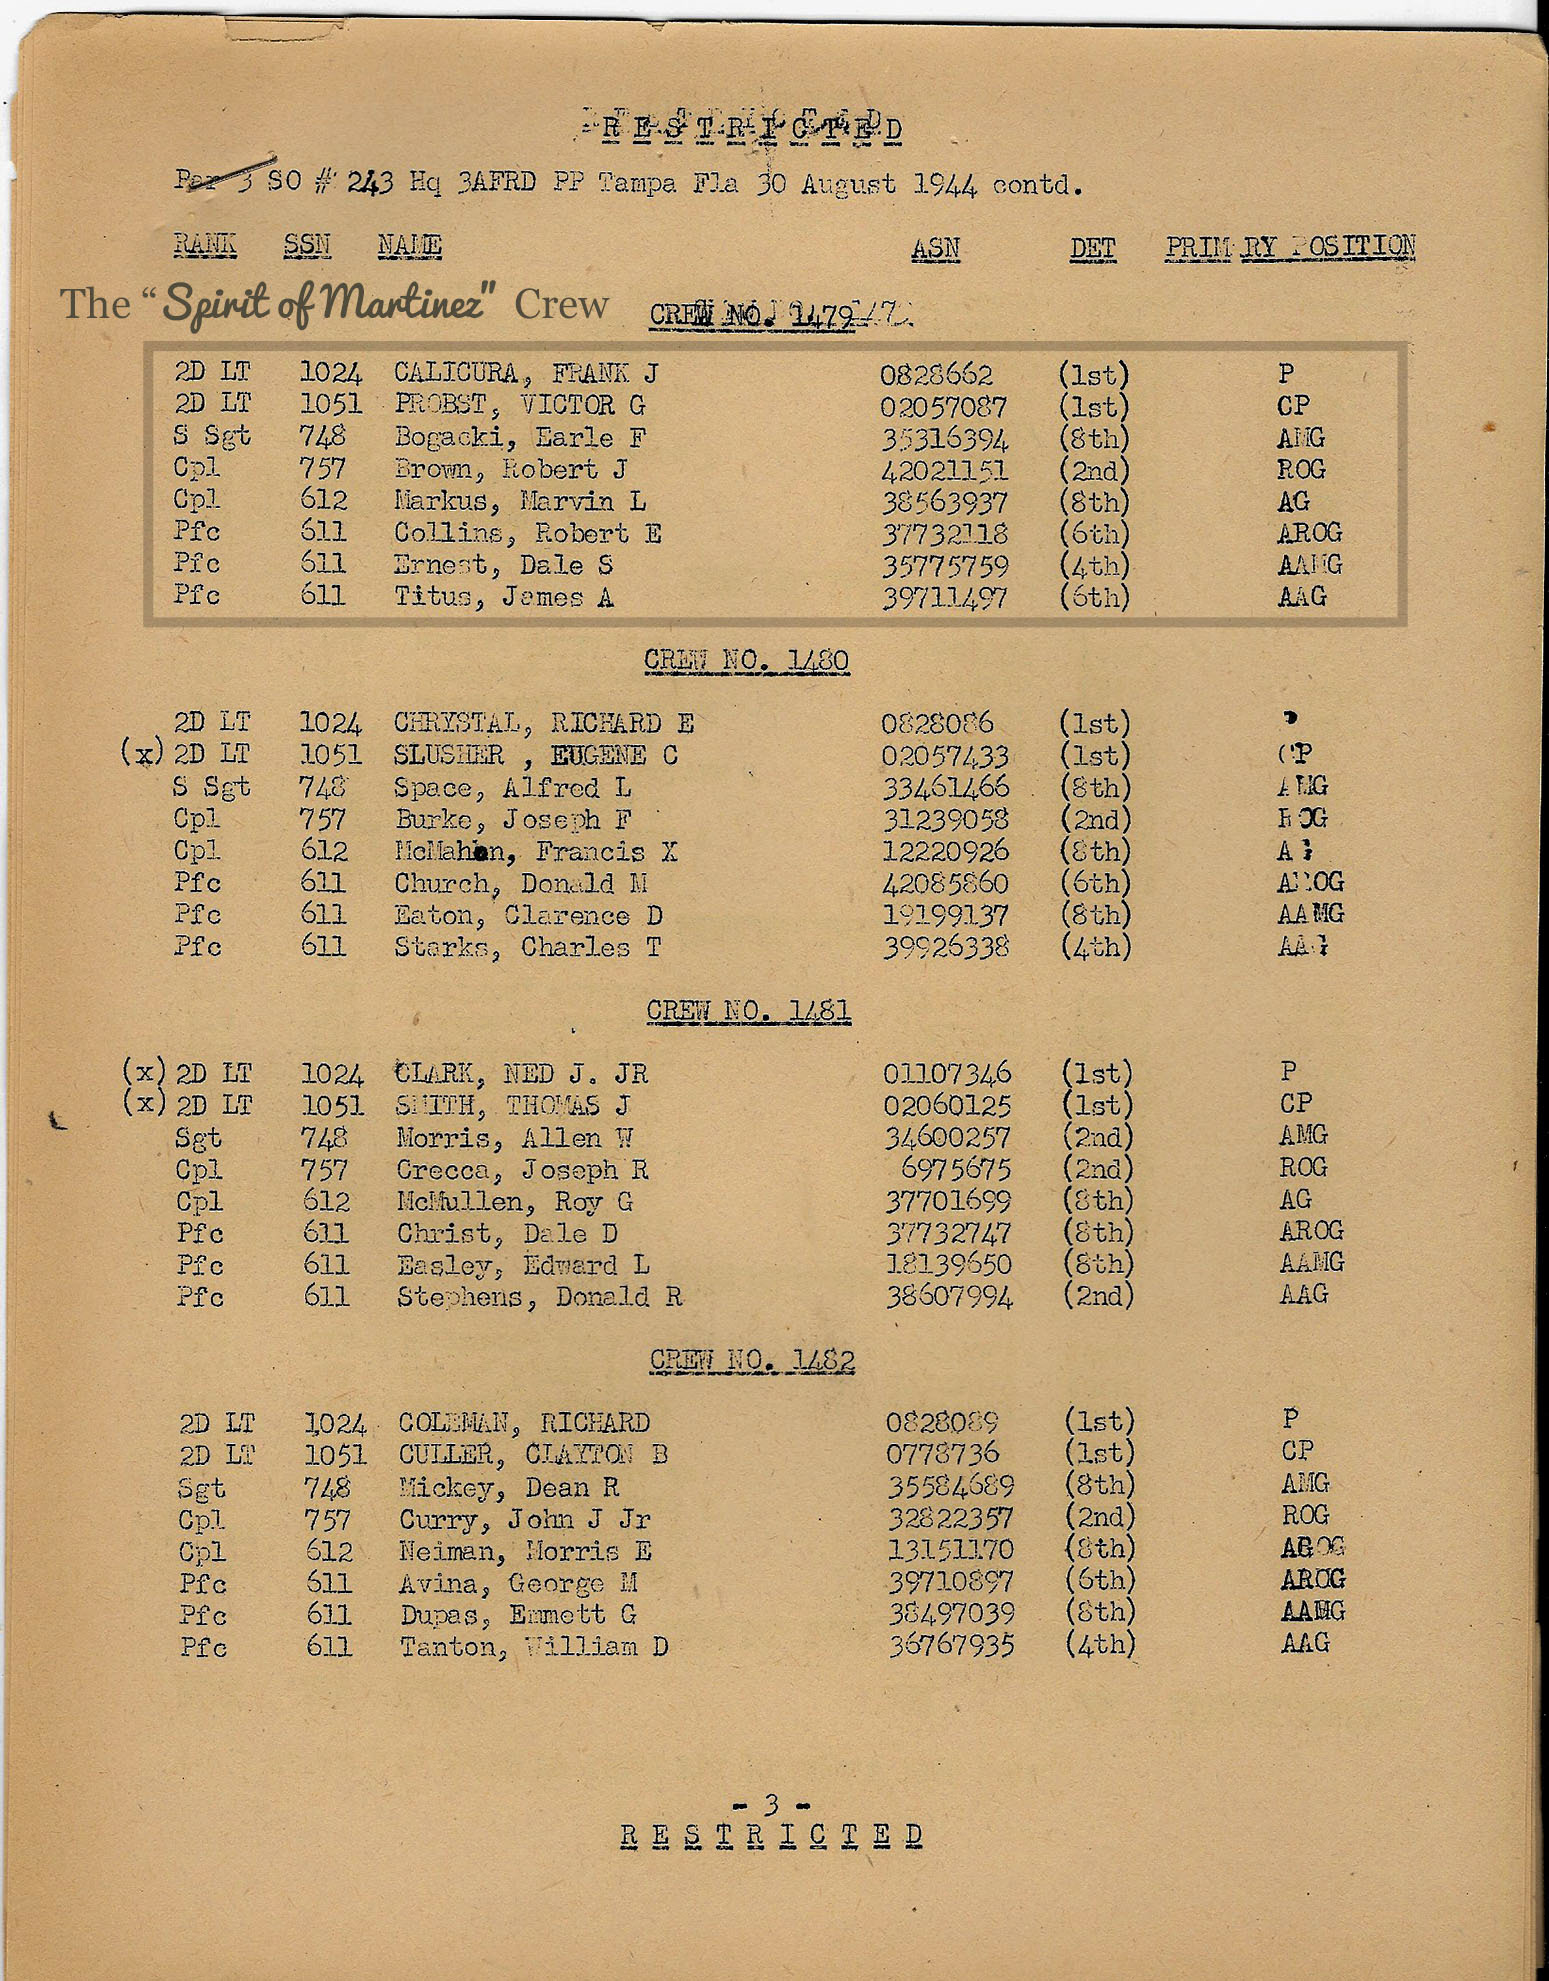 RESTRICTED
Par 3 SO # 243 Hq 3AFRD PP Tampa Fla 30 August 1944 contd.
RANK SSN NAME ASN DET PRIMARY POSITION
The "Spirit of Martinez" Crew
CREW NO. 1479
2D LT 1024 CALICURA, FRANK J 0828662 (1st) P
2D LT 1051 PROBST, VICTOR G 02057087 (1st) CP
S Sgt 748 Bogacki, Earle F 35316394 (8th) AMG
Cpl 757 Brown, Robert J 42021151 (2nd) ROG
Cpl 612 Markus, Marvin L 38563937 (8th) AG
Pfc 611 Collins, Robert E 37732118 (6th) AROG
Pfc 611 Ernest, Dale S 35775759 (4th) AAMG
Pfc 611 Titus, James A 39711497 (6th) AAG
CREW NO. 1480
2D LT 1024 CHRYSTAL, RICHARD E 0828086 (1st) P
(x) 2D LT 1051 SLUSHER , EUGENE C 02057433 (1st) CP
S Sgt 748 Space, Alfred L 33461466 (8th) AMG
Cpl 757 Burke, Joseph F 31239058 (2nd) ROG
Cpl 612 McMahon, Francis X 12220926 (8th) AG
Pfc 611 Church, Donald M 42085860 (6th) AROG
Pfc 611 Eaton, Clarence D 19199137 (8th) AAMG
Pfc 611 Starks, Charles T 39926338 (4th) AAG
CREW NO. 1481
(x) 2D LT 1024 CLARK, NED J. JR 01107346 (1st) P
(x) 2D LT 1051 SMITH, THOMAS J 02060125 (1st) CP
Sgt 748 Morris, Allen W 34600257 (2nd) AMG
Cpl 757 Crecca, Joseph R 6975675 (2nd) ROG
Cpl 612 McMullen, Roy G 37701699 (8th) AG
Pfc 611 Christ, Dale D 37732747 (8th) AROG
Pfc 611 Easley, Edward L 18139650 (8th) AAMG
Pfc 611 Stephens, Donald R 38607994 (2nd) AAG
CREW NO. 1482
2D LT 1024 COLEMAN, RICHARD 0828089 (1st) P
2D LT 1051 CULLER, CLAYTON B 0778736 (1st) CP
Sgt 748 Mickey, Dean R 35584689 (8th) AMG
Cpl 757 Curry, John J Jr 32822357 (2nd) ROG
Cpl 612 Neiman, Morris E 13151170 (8th)
Pfc 611 Avina, George M 39710897 (6th) AROG
Pfc 611 Dupas, Emmett G 38497039 (8th) AAMG
Pfc 611 Tanton, William D 36767935 (4th) AAG
- 3 -
RESTRICTED